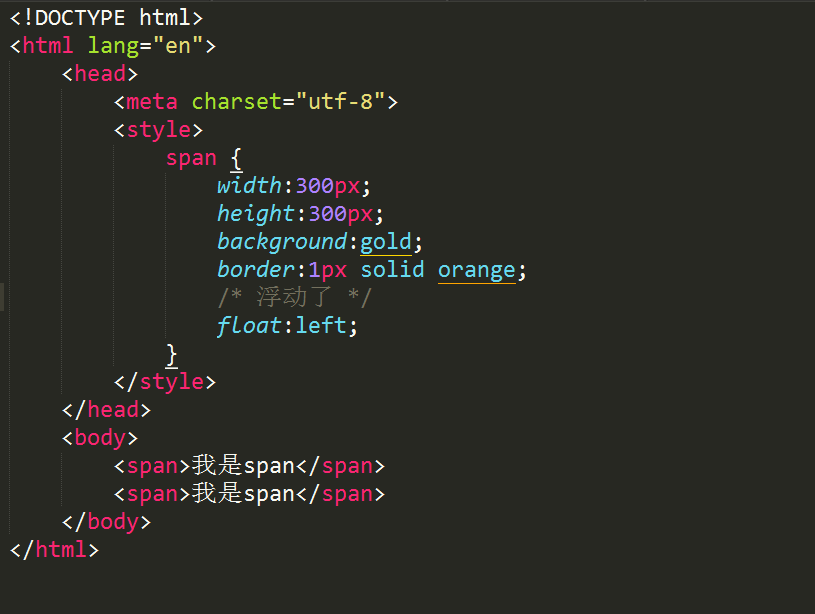 <!DOCTYPE html>
<html lang="en">
    <head>
        <meta charset="utf-8">
        <style>
            span {
                width:300px;
                height:300px;
                background:gold;
                border:1px solid orange;
                /* 浮动了 */
                float:left;
            }
        </style>
    </head>
    <body>
        <span>我是span</span>
        <span>我是span</span>
    </body>
</html>